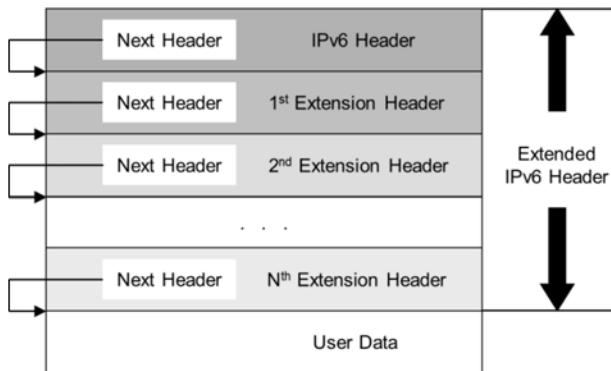 Next Header IPv6 Header
Next Header 1st Extension Header
Next Header 2nd Extension Header
. . .
Next Header Nth Extension Header
User Data
Extended
IPv6 Header